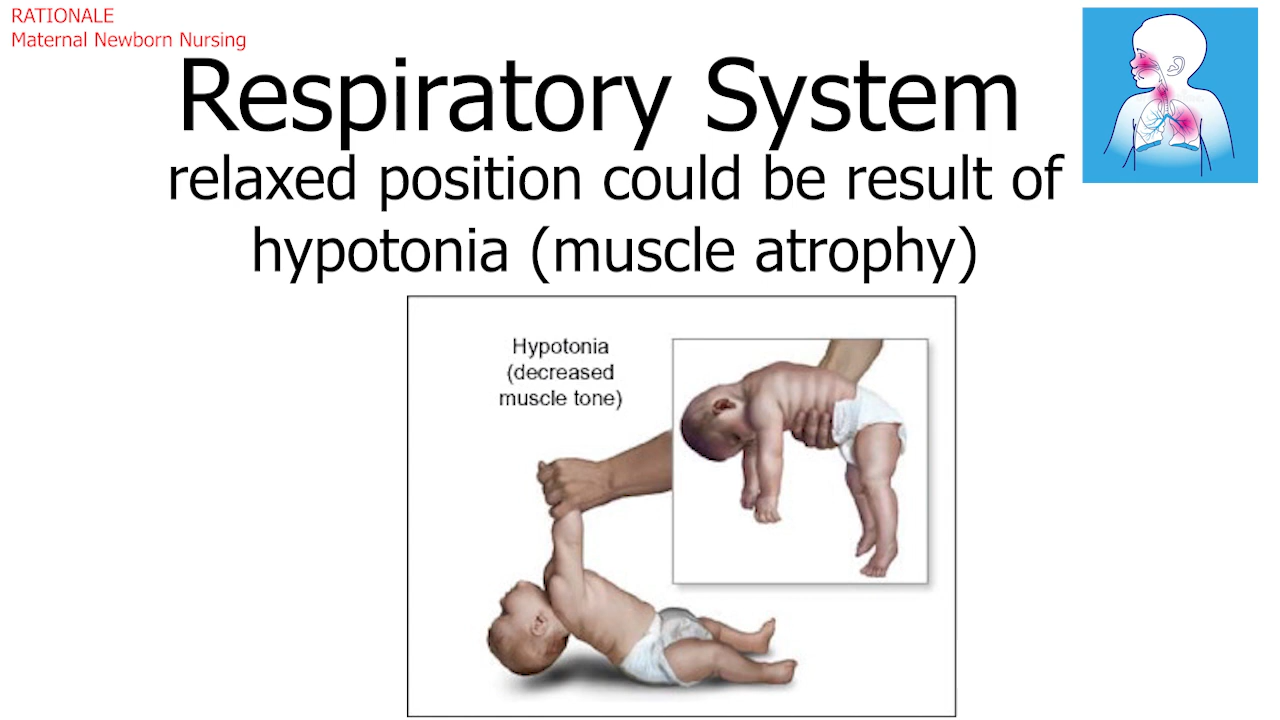 RATIONALE
Maternal Newborn Nursing
Respiratory System
relaxed position could be result of
hypotonia (muscle atrophy)
Hypotonia
(decreased
muscle tone)